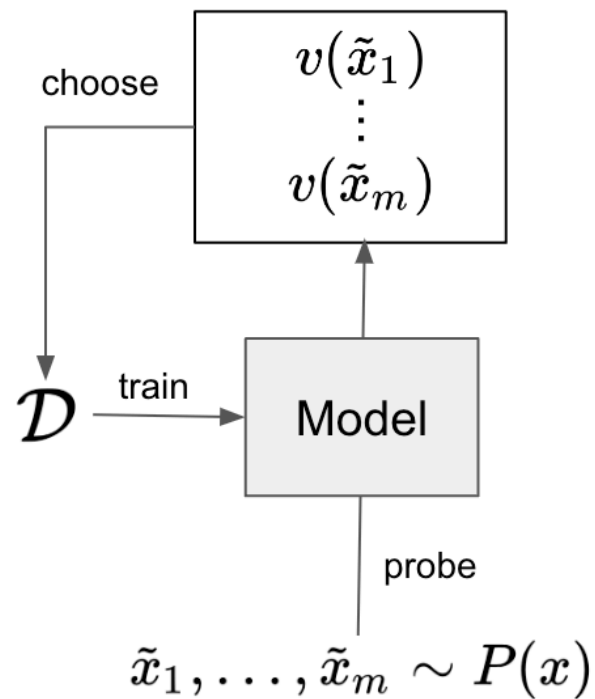 v(x̃₁)
⋮
v(x̃ₘ)
choose
𝒟
train
Model
probe
x̃₁, ..., x̃ₘ ∼ P(x)